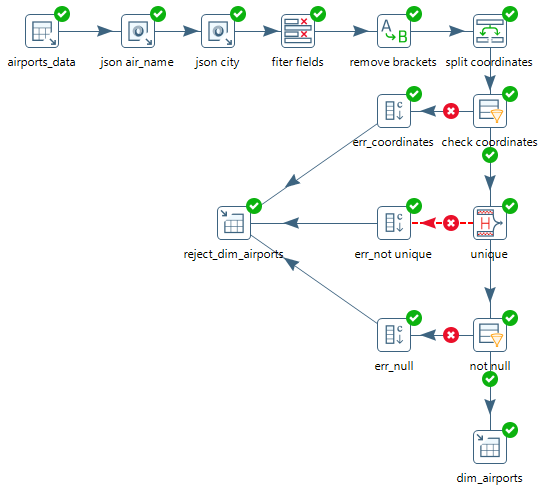 airports_data
json air_name
json city
fiter fields
remove brackets
split coordinates
err_coordinates
check coordinates
reject_dim_airports
err_not unique
unique
err_null
not null
dim_airports